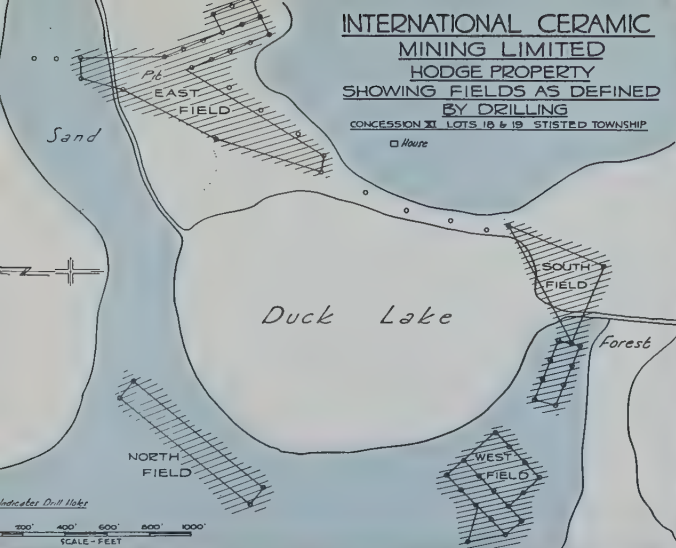 INTERNATIONAL CERAMIC
MINING LIMITED
HODGE PROPERTY
SHOWING FIELDS AS DEFINED
BY DRILLING
CONCESSION XI LOTS 18 & 19 STISTED TOWNSHIP
House
Pit
EAST
FIELD
Sand
N
SOUTH
FIELD
Duck Lake
Forest
NORTH
FIELD
WEST
FIELD
Indicates Drill Holes
200' 400' 600' 800' 1000'
SCALE-FEET